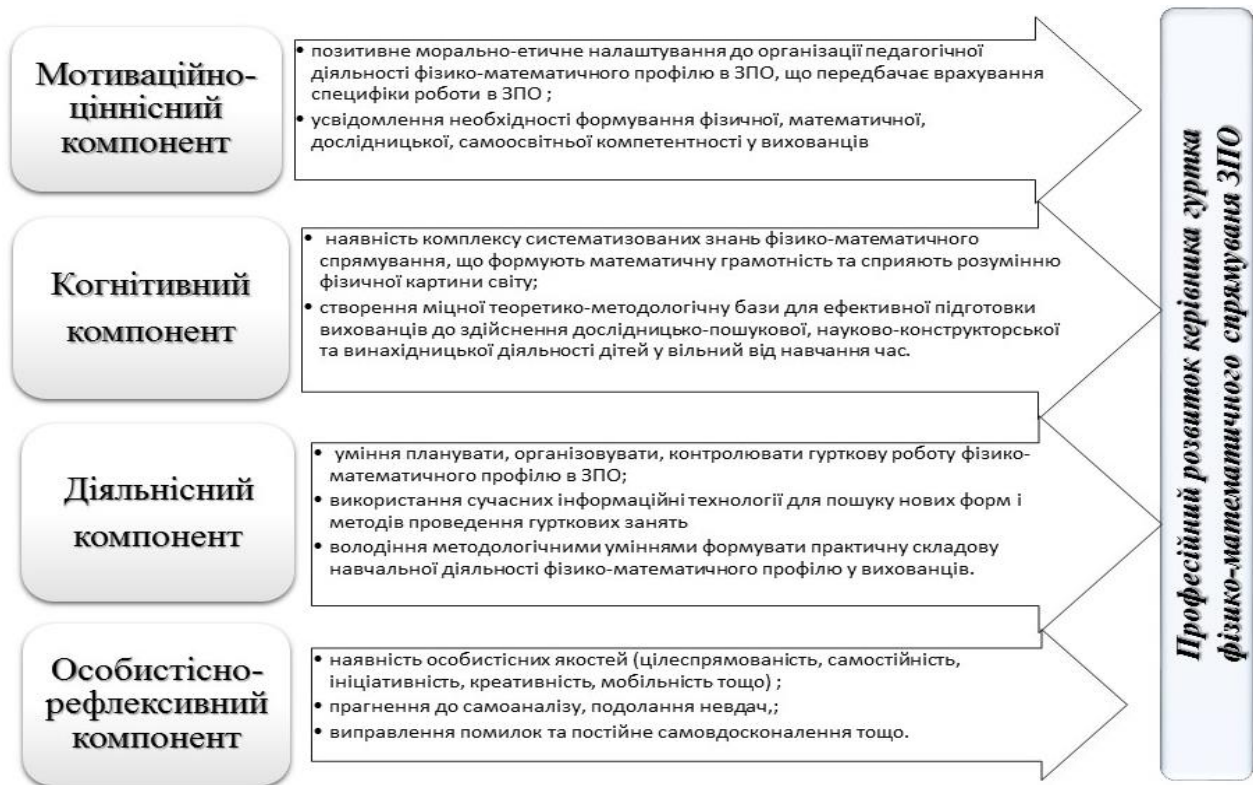 Мотиваційно-
ціннісний
компонент
• позитивне морально-етичне налаштування до організації педагогічної
діяльності фізико-математичного профілю в ЗПО, що передбачає врахування
специфіки роботи в ЗПО ;
• усвідомлення необхідності формування фізичної, математичної,
дослідницької, самоосвітньої компетентності у вихованців
Когнітивний
компонент
• наявність комплексу систематизованих знань фізико-математичного
спрямування, що формують математичну грамотність та сприяють розумінню
фізичної картини світу;
• створення міцної теоретико-методологічну бази для ефективної підготовки
вихованців до здійснення дослідницько-пошукової, науково-конструкторської
та винахідницької діяльності дітей у вільний від навчання час.
Діяльнісний
компонент
• уміння планувати, організовувати, контролювати гурткову роботу фізико-
математичного профілю в ЗПО;
• використання сучасних інформаційні технології для пошуку нових форм і
методів проведення гурткових занять
• володіння методологічними уміннями формувати практичну складову
навчальної діяльності фізико-математичного профілю у вихованців.
Особистісно-
рефлексивний
компонент
• наявність особистісних якостей (цілеспрямованість, самостійність,
ініціативність, креативність, мобільність тощо) ;
• прагнення до самоаналізу, подолання невдач,;
• виправлення помилок та постійне самовдосконалення тощо.
Професійний розвиток керівника гуртка
фізико-математичного спрямуваня ЗПО